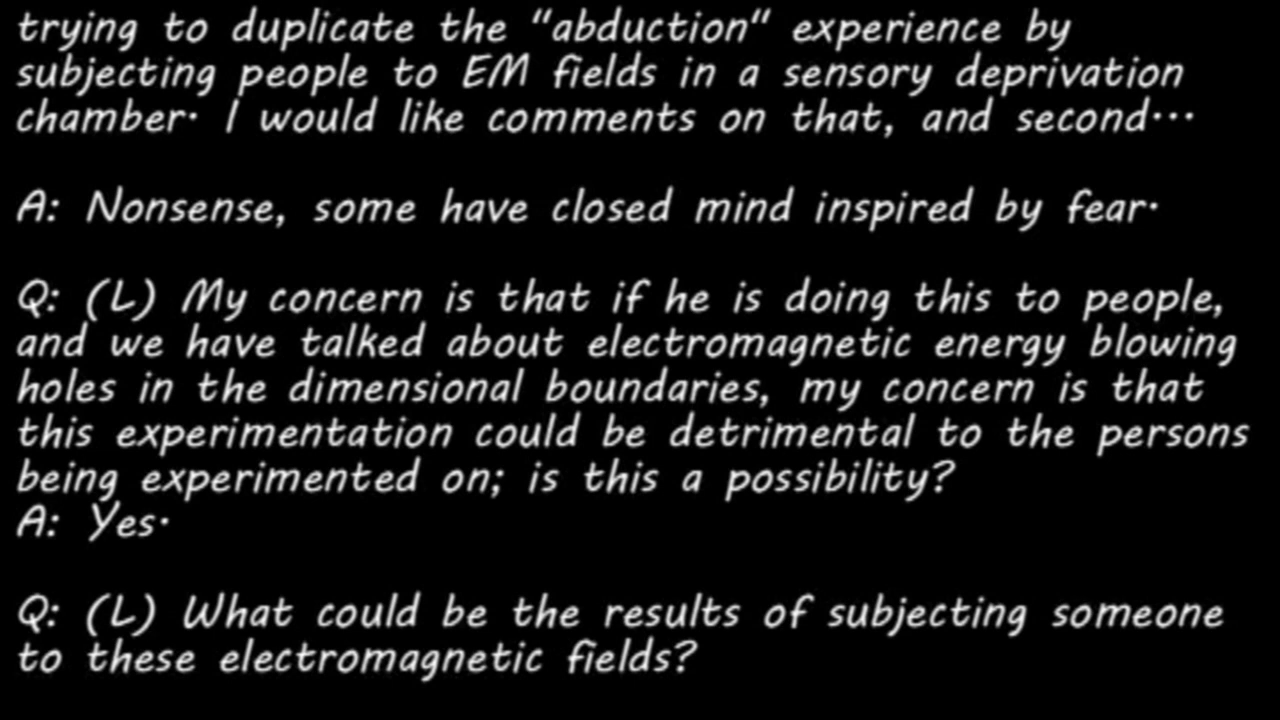 trying to duplicate the "abduction" experience by
subjecting people to EM fields in a sensory deprivation
chamber. I would like comments on that, and second...
A: Nonsense, some have closed mind inspired by fear.
Q: (L) My concern is that if he is doing this to people,
and we have talked about electromagnetic energy blowing
holes in the dimensional boundaries, my concern is that
this experimentation could be detrimental to the persons
being experimented on; is this a possibility?
A: Yes.
Q: (L) What could be the results of subjecting someone
to these electromagnetic fields?